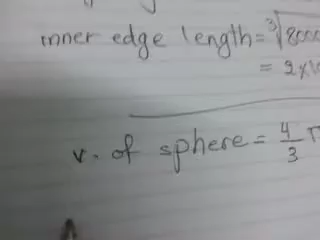 inner edge length = ∛8000
= 2×10
v. of sphere = 4/3 π